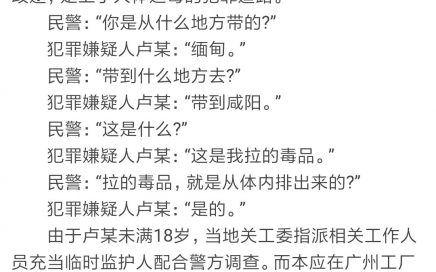 民警：“你是从什么地方带的?”
犯罪嫌疑人卢某：“缅甸。”
民警：“带到什么地方去?”
犯罪嫌疑人卢某：“带到咸阳。”
民警：“这是什么?”
犯罪嫌疑人卢某：“这是我拉的毒品。”
民警：“拉的毒品，就是从体内排出来的?”
犯罪嫌疑人卢某：“是的。”
由于卢某未满18岁，当地关工委指派相关工作人
员充当临时监护人配合警方调查。而本应在广州工厂